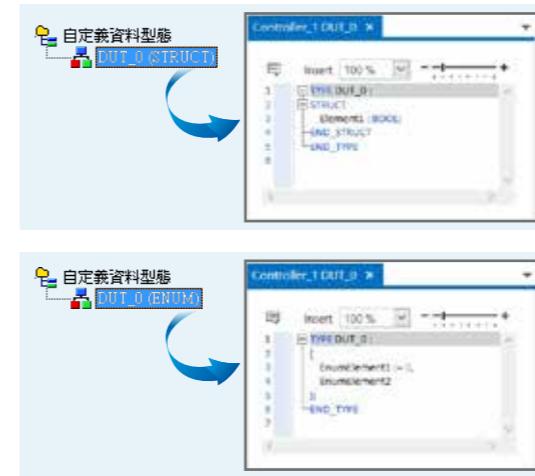 自定義資料型態
DUT_0 (STRUCT)
Controller_1 DUT_0 ×
Insert 100 %
1 TYPE DUT_0 :
2 STRUCT
3 Element1 : BOOL;
4 END_STRUCT
5 END_TYPE
6
自定義資料型態
DUT_0 (ENUM)
Controller_1 DUT_0 ×
Insert 100 %
1 TYPE DUT_0 :
2 (
3 EnumElement1 :=
4 EnumElement2
5
6 END_TYPE
7